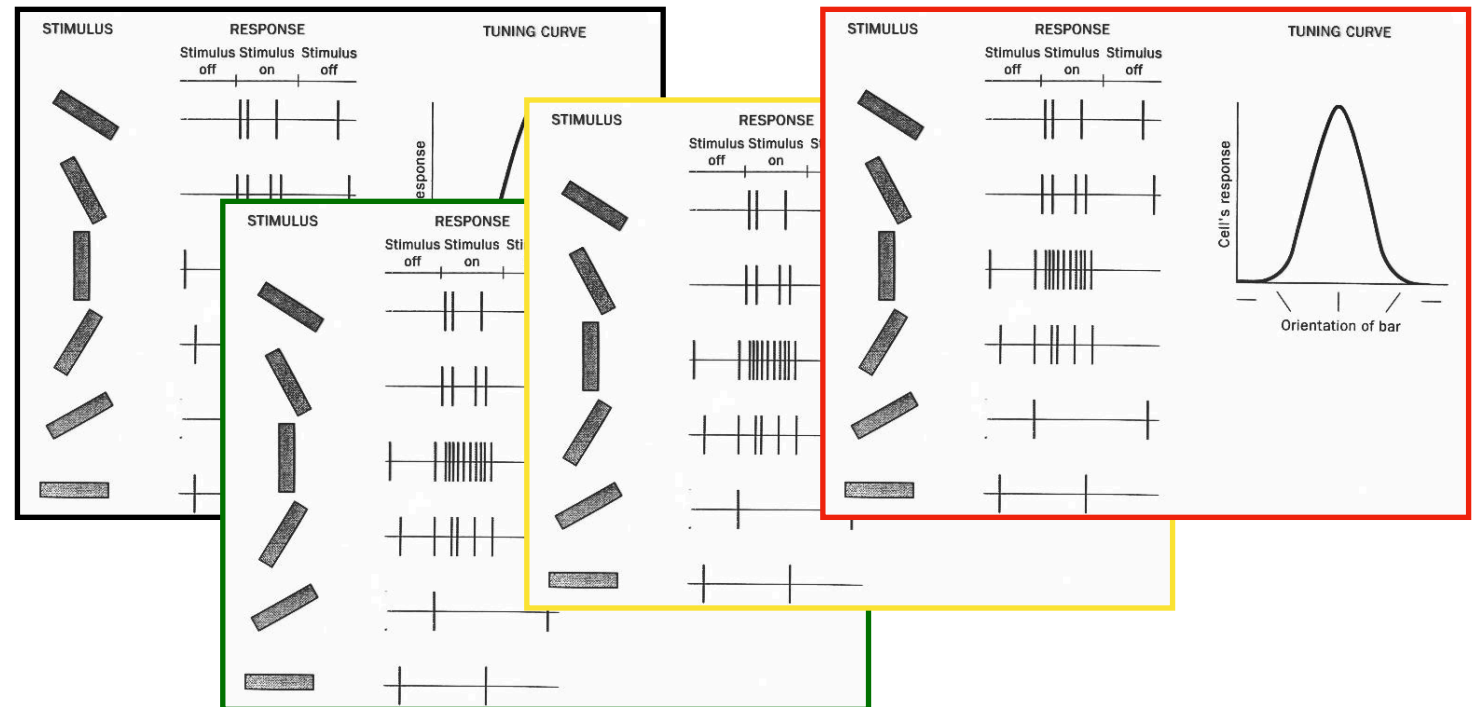 STIMULUS
RESPONSE
TUNING CURVE
Stimulus Stimulus Stimulus
off on off
esponse
STIMULUS
RESPONSE
Stimulus Stimulus Sti
off on
STIMULUS
RESPONSE
Stimulus Stimulus S
off on
STIMULUS
RESPONSE
TUNING CURVE
Stimulus Stimulus Stimulus
off on off
Cell's response
Orientation of bar